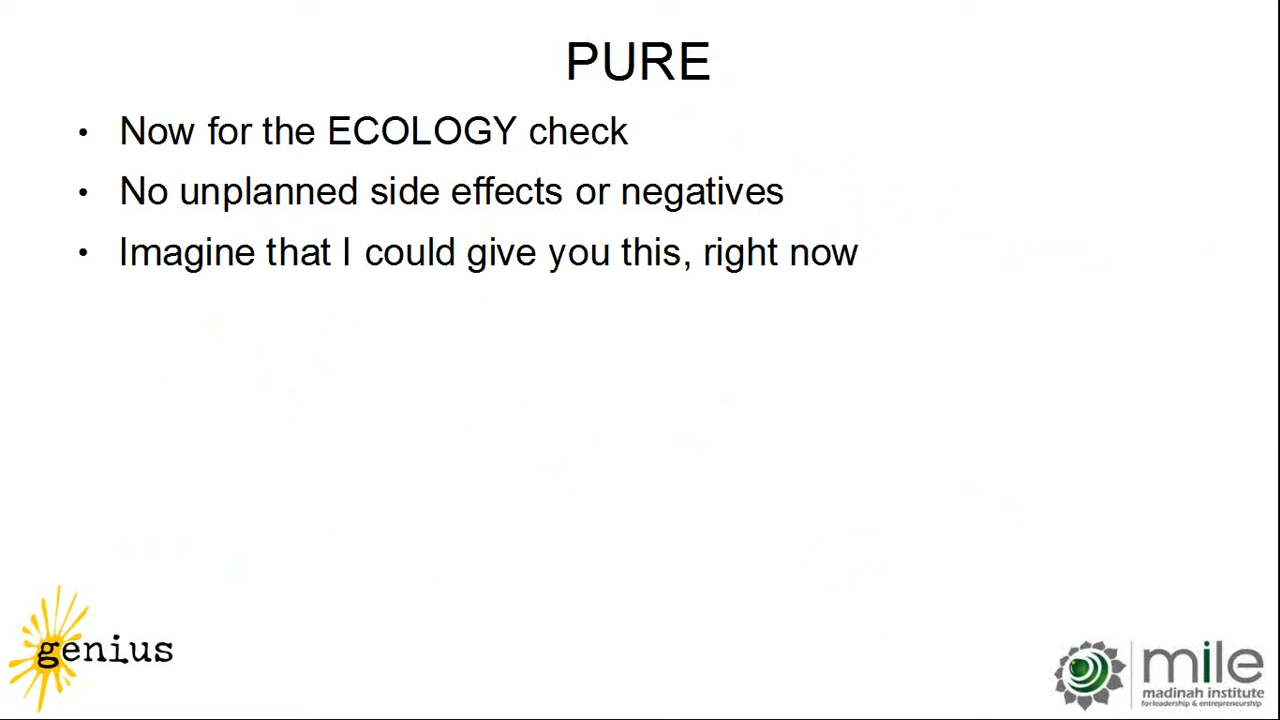 PURE
• Now for the ECOLOGY check
• No unplanned side effects or negatives
• Imagine that I could give you this, right now
genius
mile
madinah institute
for leadership & entrepreneurship